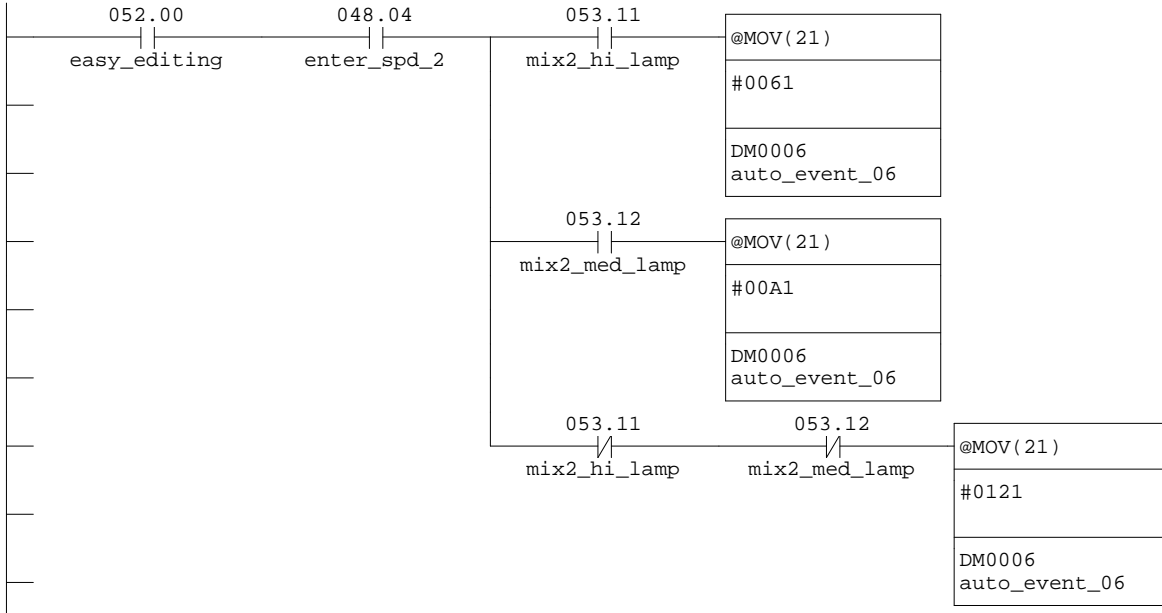 052.00 048.04 053.11
easy_editing enter_spd_2 mix2_hi_lamp
@MOV(21)
#0061
DM0006
auto_event_06
053.12
mix2_med_lamp
@MOV(21)
#00A1
DM0006
auto_event_06
053.11 053.12
mix2_hi_lamp mix2_med_lamp
@MOV(21)
#0121
DM0006
auto_event_06